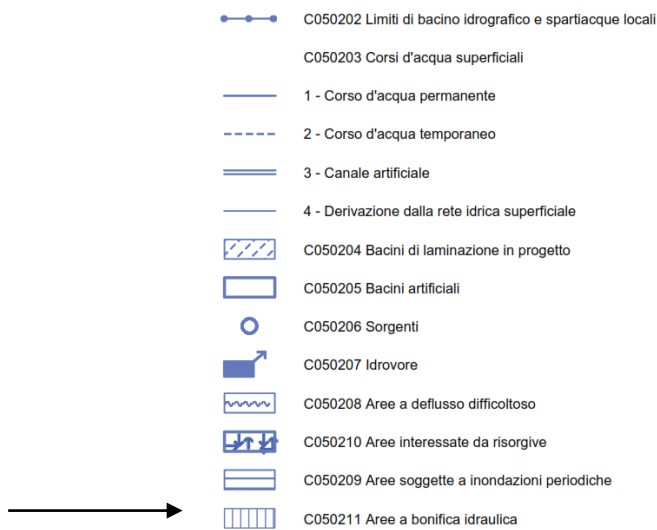 C050202 Limiti di bacino idrografico e spartiacque locali
C050203 Corsi d'acqua superficiali
1 - Corso d'acqua permanente
2 - Corso d'acqua temporaneo
3 - Canale artificiale
4 - Derivazione dalla rete idrica superficiale
C050204 Bacini di laminazione in progetto
C050205 Bacini artificiali
C050206 Sorgenti
C050207 Idrovore
C050208 Aree a deflusso difficoltoso
C050210 Aree interessate da risorgive
C050209 Aree soggette a inondazioni periodiche
C050211 Aree a bonifica idraulica